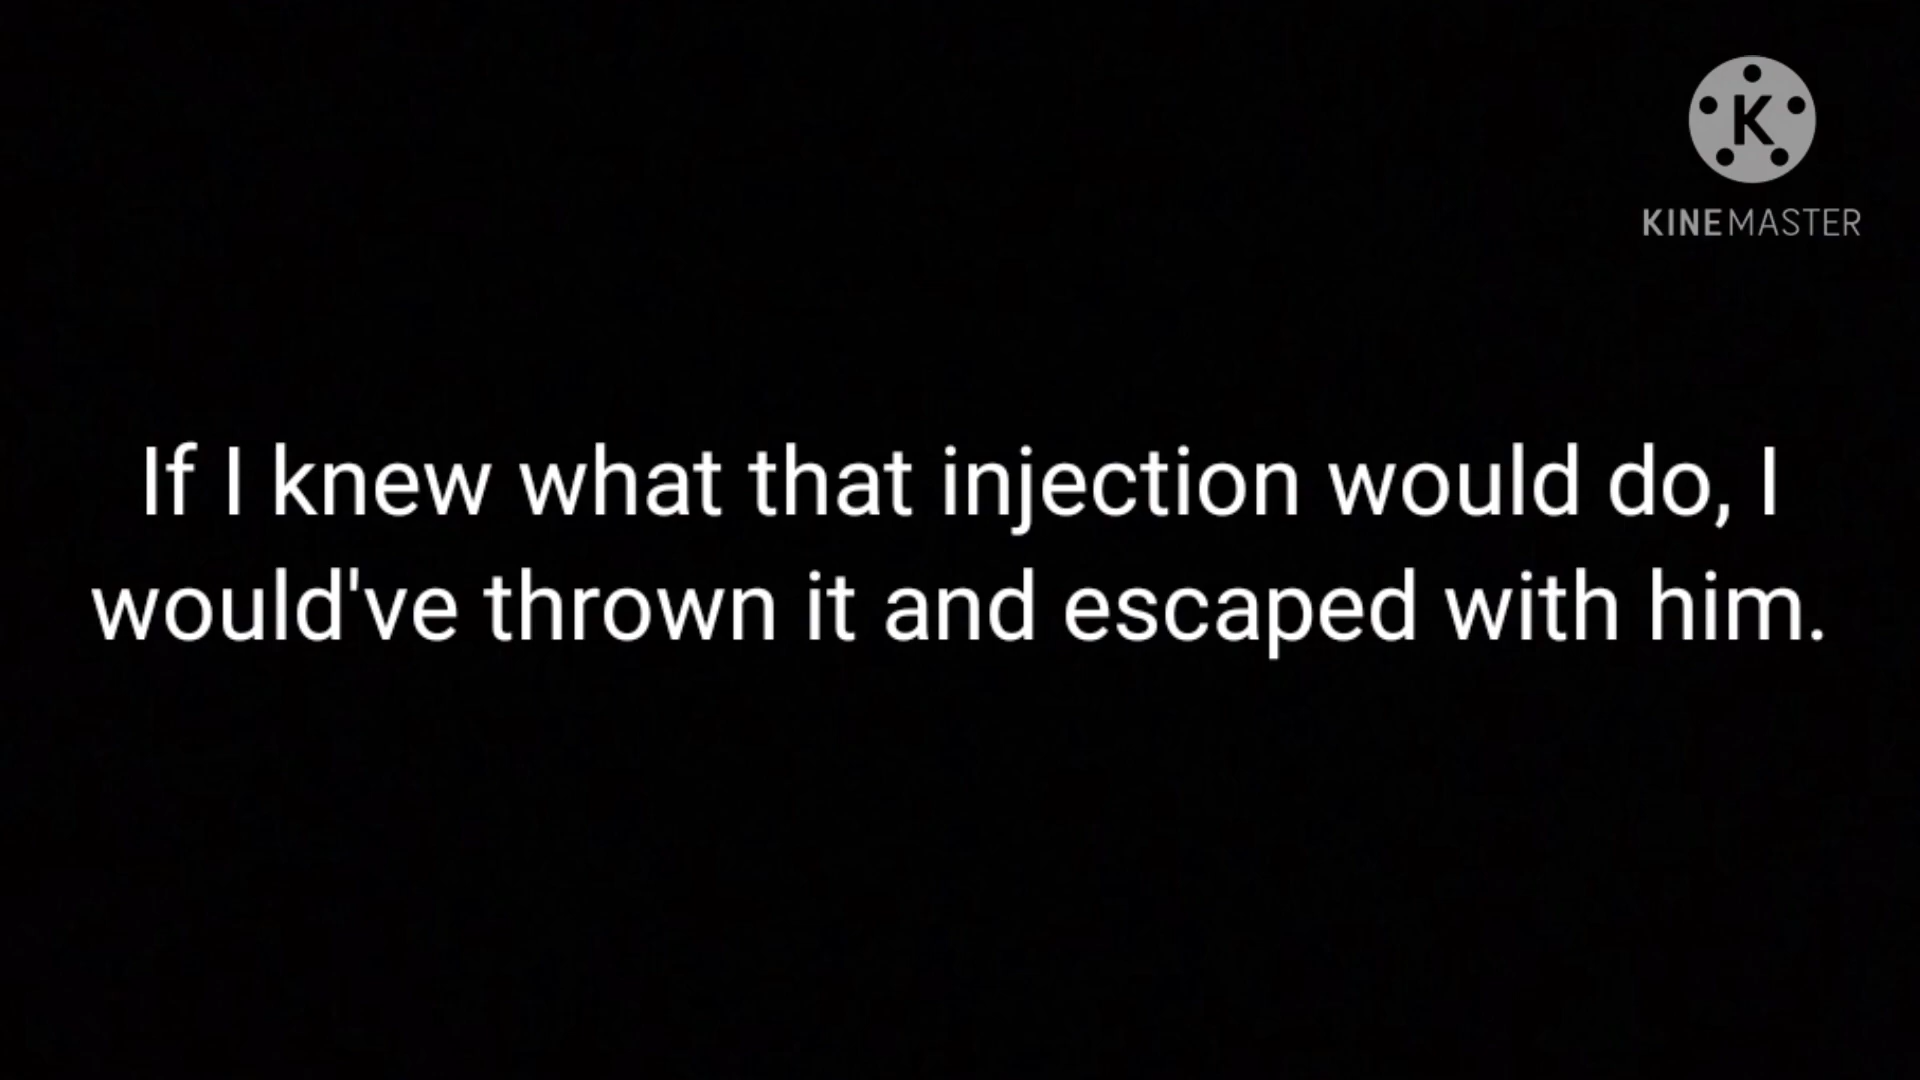 K
KINEMASTER
If I knew what that injection would do, I
would've thrown it and escaped with him.